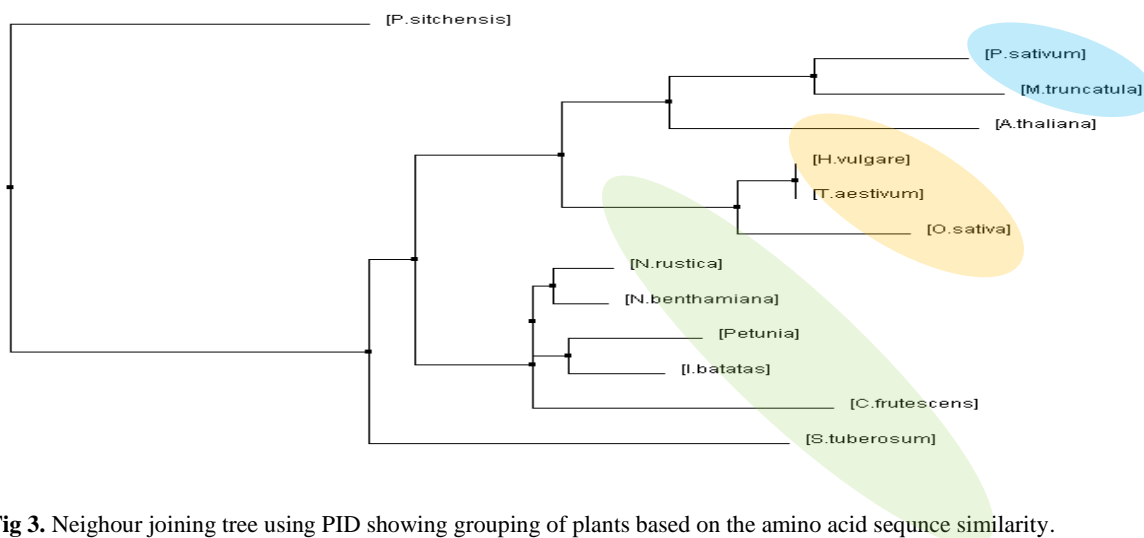 [P.sitchensis]
[P.sativum]
[M.truncatula]
[A.thaliana]
[H.vulgare]
[T.aestivum]
[O.sativa]
[N.rustica]
[N.benthamiana]
[Petunia]
[I.batatas]
[C.frutescens]
[S.tuberosum]
ig 3. Neighour joining tree using PID showing grouping of plants based on the amino acid sequnce similarity.